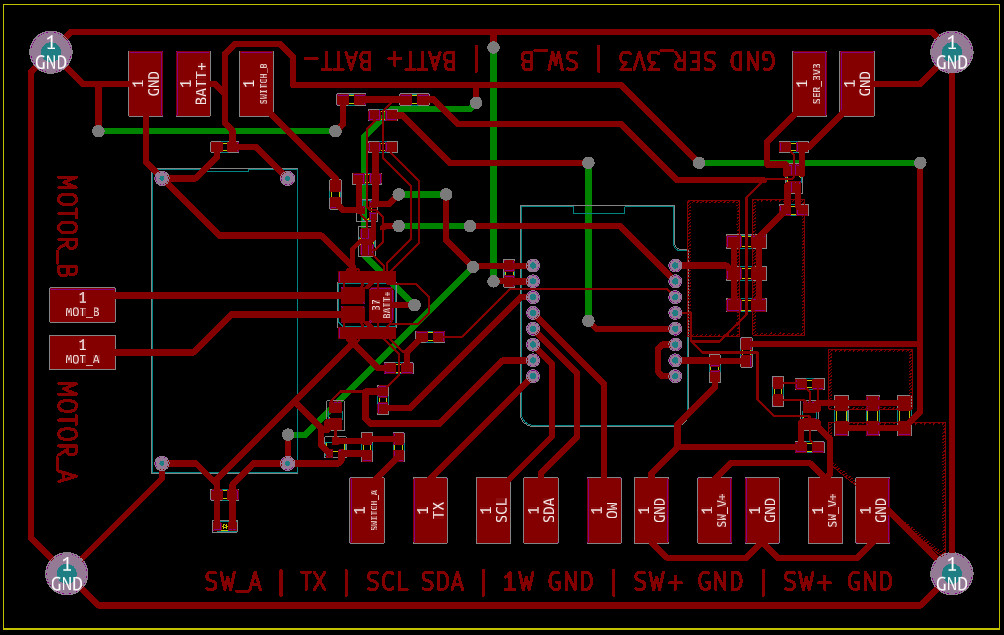 1
GND
1
GND
1
GND
1
BATT+
1
SWITCH_B
BATT- BATT+ | SW_B | SER_3V3 GND
1
SER_3V3
1
GND
MOTOR_B
1
MOT_B
1
MOT_A
37
BATT+
MOTOR_A
1
SWITCH_A
1
TX
1
SCL
1
SDA
1
OW
1
GND
1
SW_V+
1
GND
1
SW_V+
1
GND
1
GND
1
GND
SW_A | TX | SCL SDA | 1W GND | SW+ GND | SW+ GND